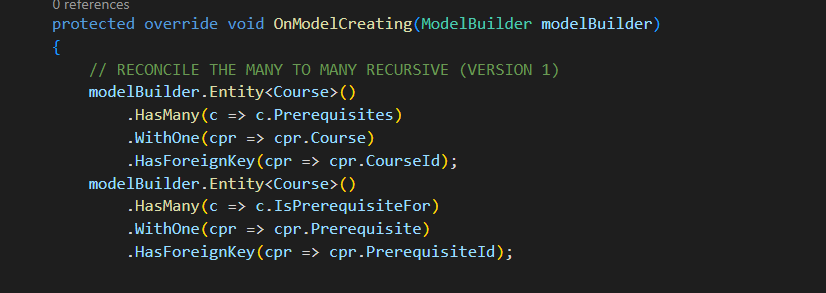 0 references
protected override void OnModelCreating(ModelBuilder modelBuilder)
{
// RECONCILE THE MANY TO MANY RECURSIVE (VERSION 1)
modelBuilder.Entity<Course>()
.HasMany(c => c.Prerequisites)
.WithOne(cpr => cpr.Course)
.HasForeignKey(cpr => cpr.CourseId);
modelBuilder.Entity<Course>()
.HasMany(c => c.IsPrerequisiteFor)
.WithOne(cpr => cpr.Prerequisite)
.HasForeignKey(cpr => cpr.PrerequisiteId);